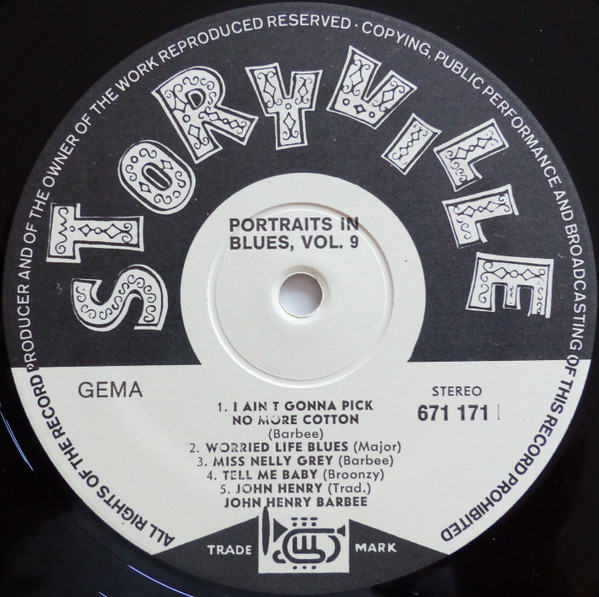 ALL RIGHTS OF THE RECORD PRODUCER AND OF THE OWNER OF THE WORK REPRODUCED RESERVED - COPYING, PUBLIC PERFORMANCE AND BROADCASTING OF THIS RECORD PROHIBITED
STORYVILLE
PORTRAITS IN
BLUES, VOL. 9
GEMA
STEREO
671 171 I
1. I AIN T GONNA PICK
NO MORE COTTON
(Barbee)
2. WORRIED LIFE BLUES (Major)
3. MISS NELLY GREY (Barbee)
4. TELL ME BABY (Broonzy)
5. JOHN HENRY (Trad.)
JOHN HENRY BARBEE
TRADE MARK